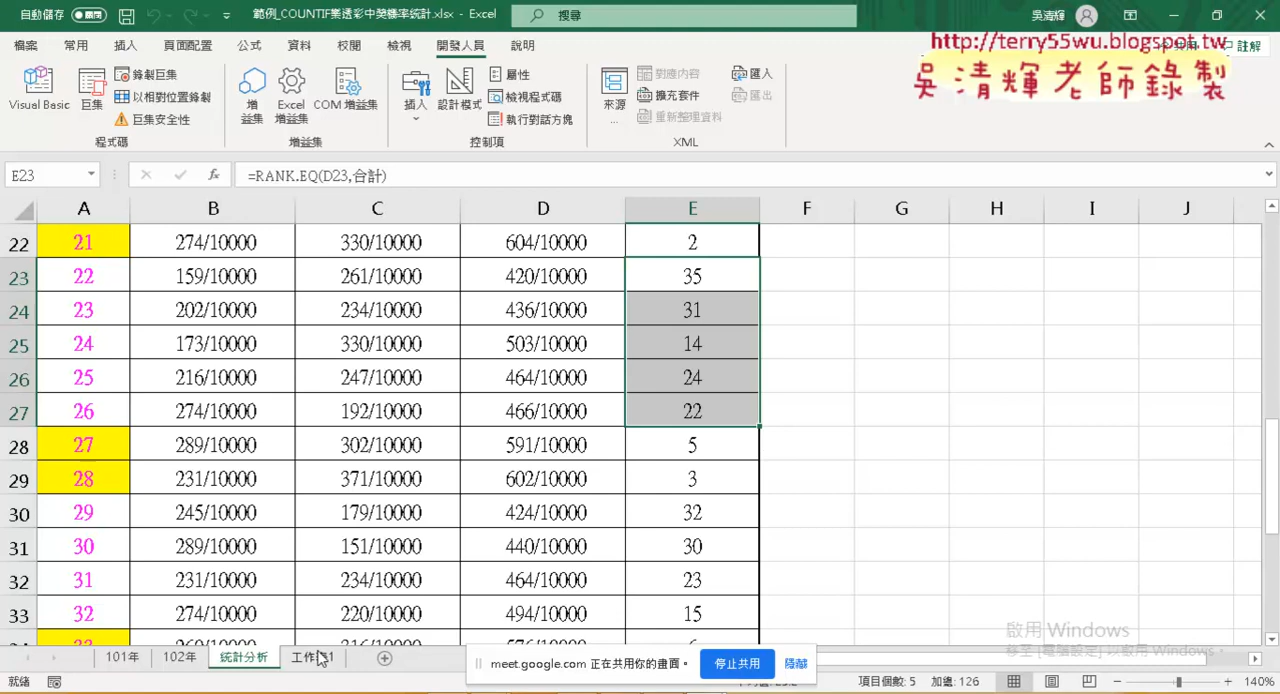 自動儲存 範例_COUNTIF樂透彩中獎率統計.xlsx - Excel 搜尋 吳清輝
檔案 常用 插入 頁面配置 公式 資料 校閱 檢視 開發人員 說明 註解
http://terry55wu.blogspot.tw
吳清輝老師錄製
Visual Basic 巨集 錄製巨集 以相對位置錄製 巨集安全性
增益集 Excel 增益集 COM 增益集
插入 設計模式 屬性 檢視程式碼 執行對話方塊
來源 對應內容 擴充套件 重新整理資料 匯入 匯出
程式碼 增益集 控制項 XML
E23 fx =RANK.EQ(D23,合計)
A B C D E F G H I J
22 21 274/10000 330/10000 604/10000 2
23 22 159/10000 261/10000 420/10000 35
24 23 202/10000 234/10000 436/10000 31
25 24 173/10000 330/10000 503/10000 14
26 25 216/10000 247/10000 464/10000 24
27 26 274/10000 192/10000 466/10000 22
28 27 289/10000 302/10000 591/10000 5
29 28 231/10000 371/10000 602/10000 3
30 29 245/10000 179/10000 424/10000 32
31 30 289/10000 151/10000 440/10000 30
32 31 231/10000 234/10000 464/10000 23
33 32 274/10000 220/10000 494/10000 15
啟用 Windows
移至 [電腦設定] 以啟用 Windows。
101年 102年 統計分析
meet.google.com 正在共用你的畫面。 停止共用 隱藏
就緒 項目個數: 5 加總: 126 140%